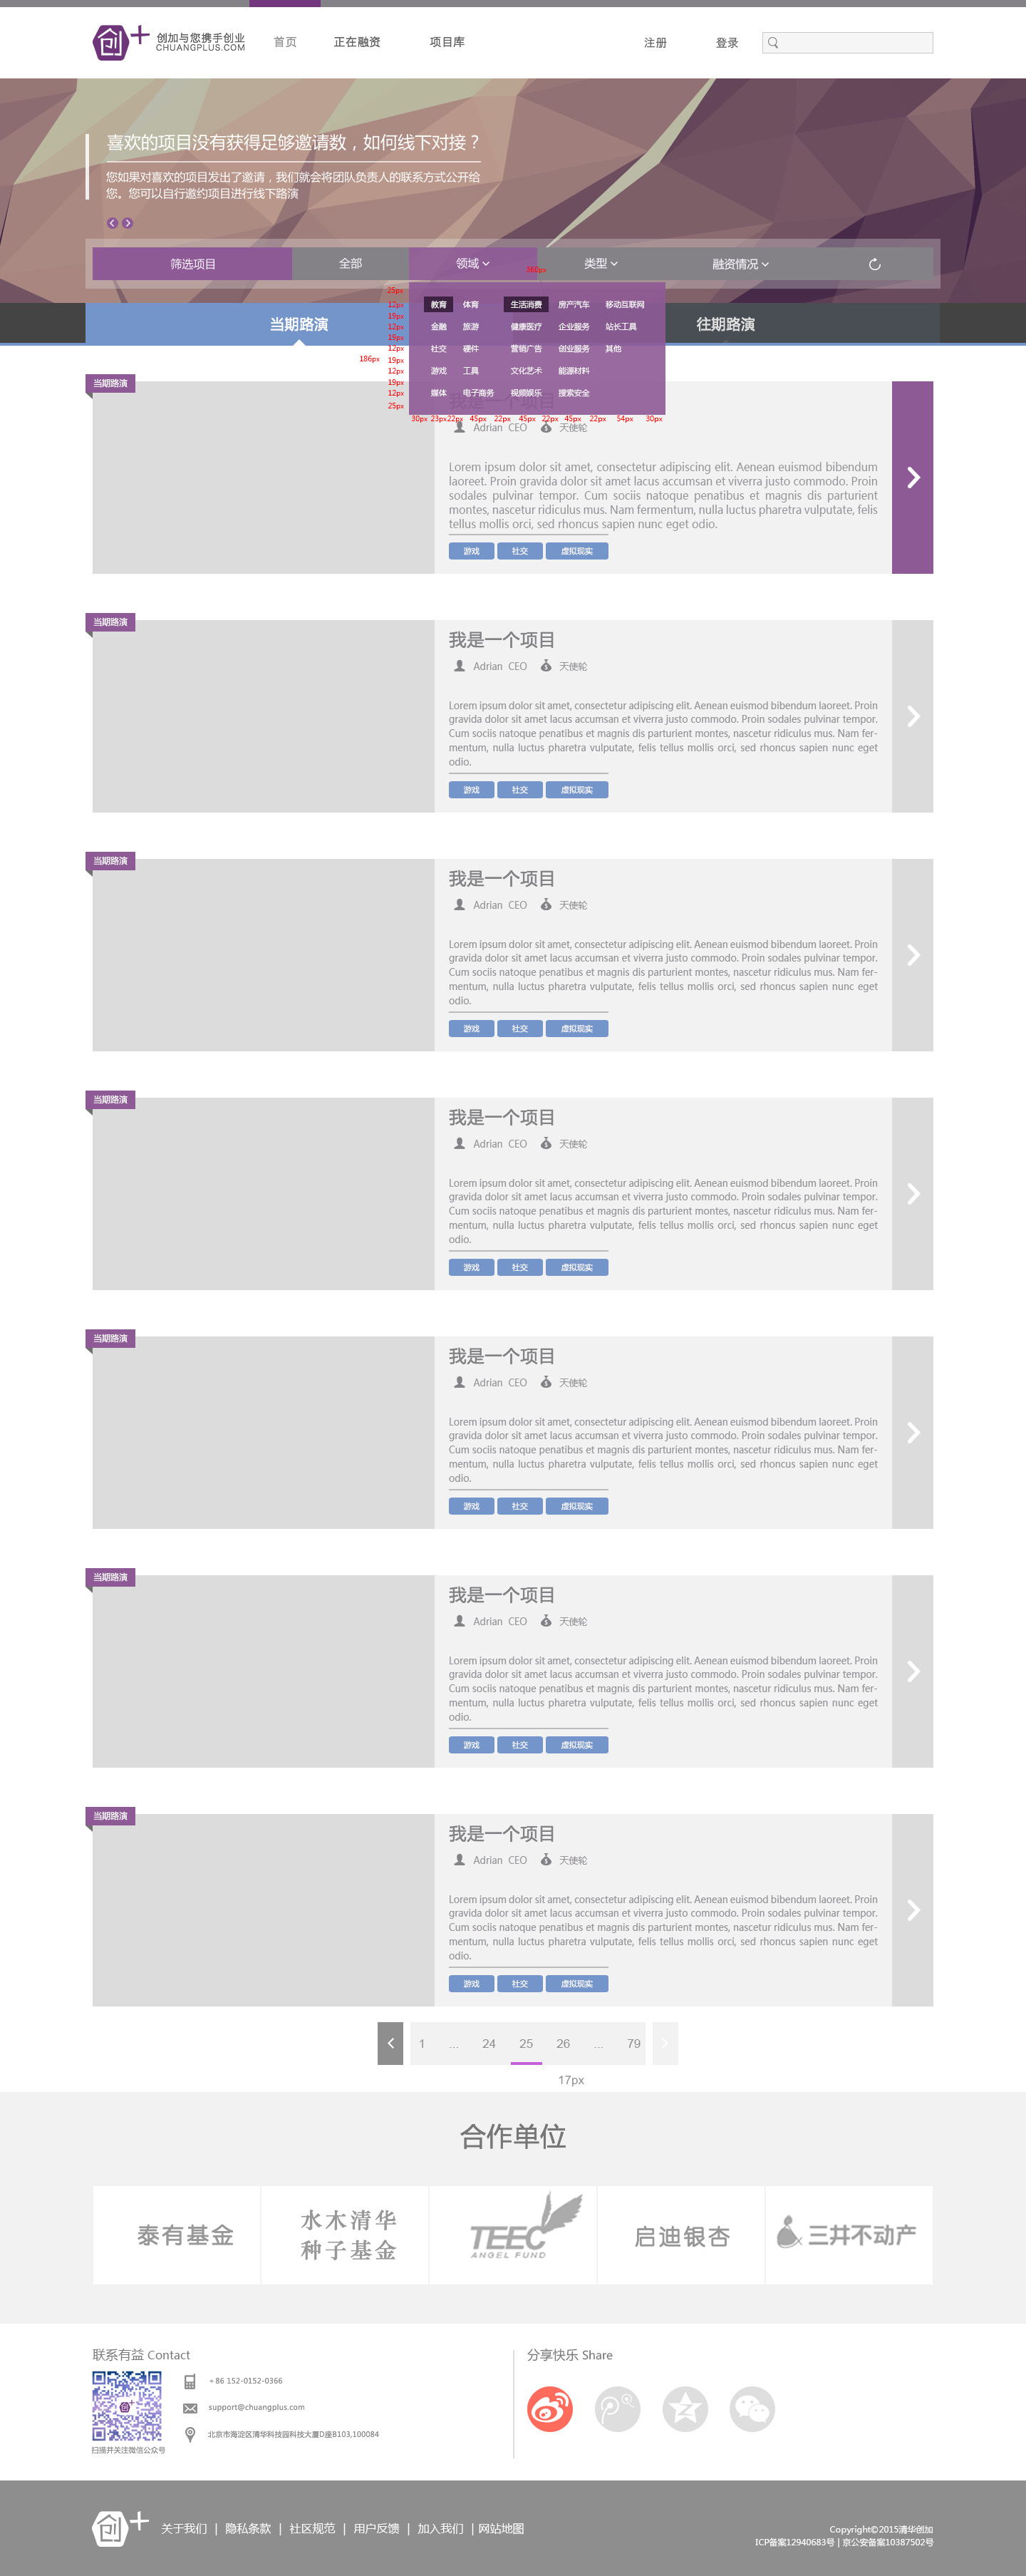 创+ 创加与您携手创业
CHUANGPLUS.COM
首页 正在融资 项目库 注册 登录
喜欢的项目没有获得足够邀请数，如何线下对接？
您如果对喜欢的项目发出了邀请，我们就会将团队负责人的联系方式公开给
您。您可以自行邀约项目进行线下路演
筛选项目 全部 领域 类型 融资情况
360px
25px
12px 教育 体育 生活消费 房产汽车 移动互联网
19px
12px 金融 旅游 健康医疗 企业服务 站长工具
19px
12px 社交 硬件 营销广告 创业服务 其他
186px 19px
12px 游戏 工具 文化艺术 能源材料
19px
12px 媒体 电子商务 视频娱乐 搜索安全
25px
30px 23px 22px 45px 22px 45px 22px 45px 22px 54px 30px
当期路演 往期路演
当期路演
我是一个项目
Adrian CEO 天使轮
Lorem ipsum dolor sit amet, consectetur adipiscing elit. Aenean euismod bibendum
laoreet. Proin gravida dolor sit amet lacus accumsan et viverra justo commodo. Proin
sodales pulvinar tempor. Cum sociis natoque penatibus et magnis dis parturient
montes, nascetur ridiculus mus. Nam fermentum, nulla luctus pharetra vulputate, felis
tellus mollis orci, sed rhoncus sapien nunc eget odio.
游戏 社交 虚拟现实
当期路演
我是一个项目
Adrian CEO 天使轮
Lorem ipsum dolor sit amet, consectetur adipiscing elit. Aenean euismod bibendum laoreet. Proin
gravida dolor sit amet lacus accumsan et viverra justo commodo. Proin sodales pulvinar tempor.
Cum sociis natoque penatibus et magnis dis parturient montes, nascetur ridiculus mus. Nam fer-
mentum, nulla luctus pharetra vulputate, felis tellus mollis orci, sed rhoncus sapien nunc eget
odio.
游戏 社交 虚拟现实
当期路演
我是一个项目
Adrian CEO 天使轮
Lorem ipsum dolor sit amet, consectetur adipiscing elit. Aenean euismod bibendum laoreet. Proin
gravida dolor sit amet lacus accumsan et viverra justo commodo. Proin sodales pulvinar tempor.
Cum sociis natoque penatibus et magnis dis parturient montes, nascetur ridiculus mus. Nam fer-
mentum, nulla luctus pharetra vulputate, felis tellus mollis orci, sed rhoncus sapien nunc eget
odio.
游戏 社交 虚拟现实
当期路演
我是一个项目
Adrian CEO 天使轮
Lorem ipsum dolor sit amet, consectetur adipiscing elit. Aenean euismod bibendum laoreet. Proin
gravida dolor sit amet lacus accumsan et viverra justo commodo. Proin sodales pulvinar tempor.
Cum sociis natoque penatibus et magnis dis parturient montes, nascetur ridiculus mus. Nam fer-
mentum, nulla luctus pharetra vulputate, felis tellus mollis orci, sed rhoncus sapien nunc eget
odio.
游戏 社交 虚拟现实
当期路演
我是一个项目
Adrian CEO 天使轮
Lorem ipsum dolor sit amet, consectetur adipiscing elit. Aenean euismod bibendum laoreet. Proin
gravida dolor sit amet lacus accumsan et viverra justo commodo. Proin sodales pulvinar tempor.
Cum sociis natoque penatibus et magnis dis parturient montes, nascetur ridiculus mus. Nam fer-
mentum, nulla luctus pharetra vulputate, felis tellus mollis orci, sed rhoncus sapien nunc eget
odio.
游戏 社交 虚拟现实
当期路演
我是一个项目
Adrian CEO 天使轮
Lorem ipsum dolor sit amet, consectetur adipiscing elit. Aenean euismod bibendum laoreet. Proin
gravida dolor sit amet lacus accumsan et viverra justo commodo. Proin sodales pulvinar tempor.
Cum sociis natoque penatibus et magnis dis parturient montes, nascetur ridiculus mus. Nam fer-
mentum, nulla luctus pharetra vulputate, felis tellus mollis orci, sed rhoncus sapien nunc eget
odio.
游戏 社交 虚拟现实
当期路演
我是一个项目
Adrian CEO 天使轮
Lorem ipsum dolor sit amet, consectetur adipiscing elit. Aenean euismod bibendum laoreet. Proin
gravida dolor sit amet lacus accumsan et viverra justo commodo. Proin sodales pulvinar tempor.
Cum sociis natoque penatibus et magnis dis parturient montes, nascetur ridiculus mus. Nam fer-
mentum, nulla luctus pharetra vulputate, felis tellus mollis orci, sed rhoncus sapien nunc eget
odio.
游戏 社交 虚拟现实
1 ... 24 25 26 ... 79
17px
合作单位
泰有基金
水木清华
种子基金
TEEC
ANGEL FUND
启迪银杏
三井不动产
联系有益 Contact
+86 152-0152-0366
support@chuangplus.com
北京市海淀区清华科技园科技大厦D座B103,100084
扫描并关注微信公众号
分享快乐 Share
创+ 关于我们 | 隐私条款 | 社区规范 | 用户反馈 | 加入我们 | 网站地图
Copyright©2015清华创加
ICP备案12940683号 | 京公安备案10387502号